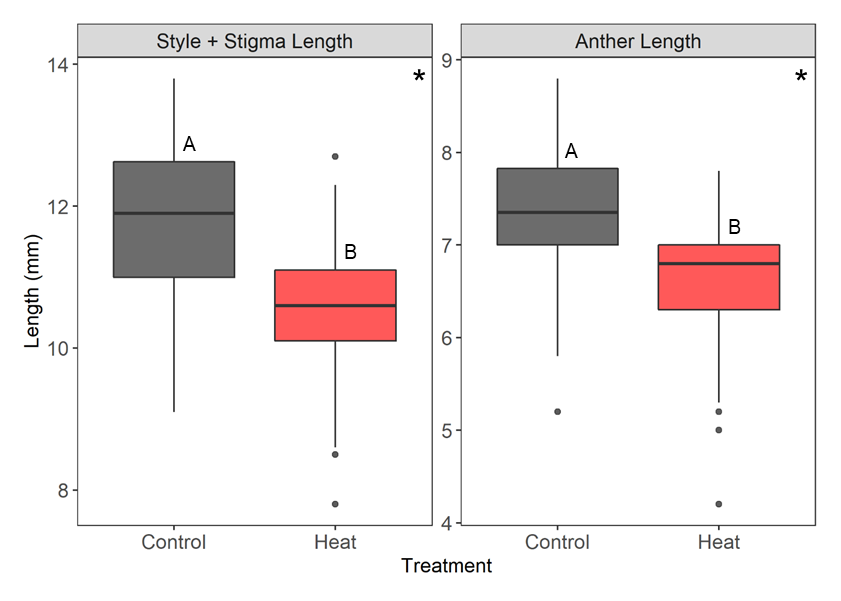 Style + Stigma Length
Anther Length
*
*
14
12
10
8
9
8
7
6
5
4
A
B
A
B
Length (mm)
Control
Heat
Control
Heat
Treatment